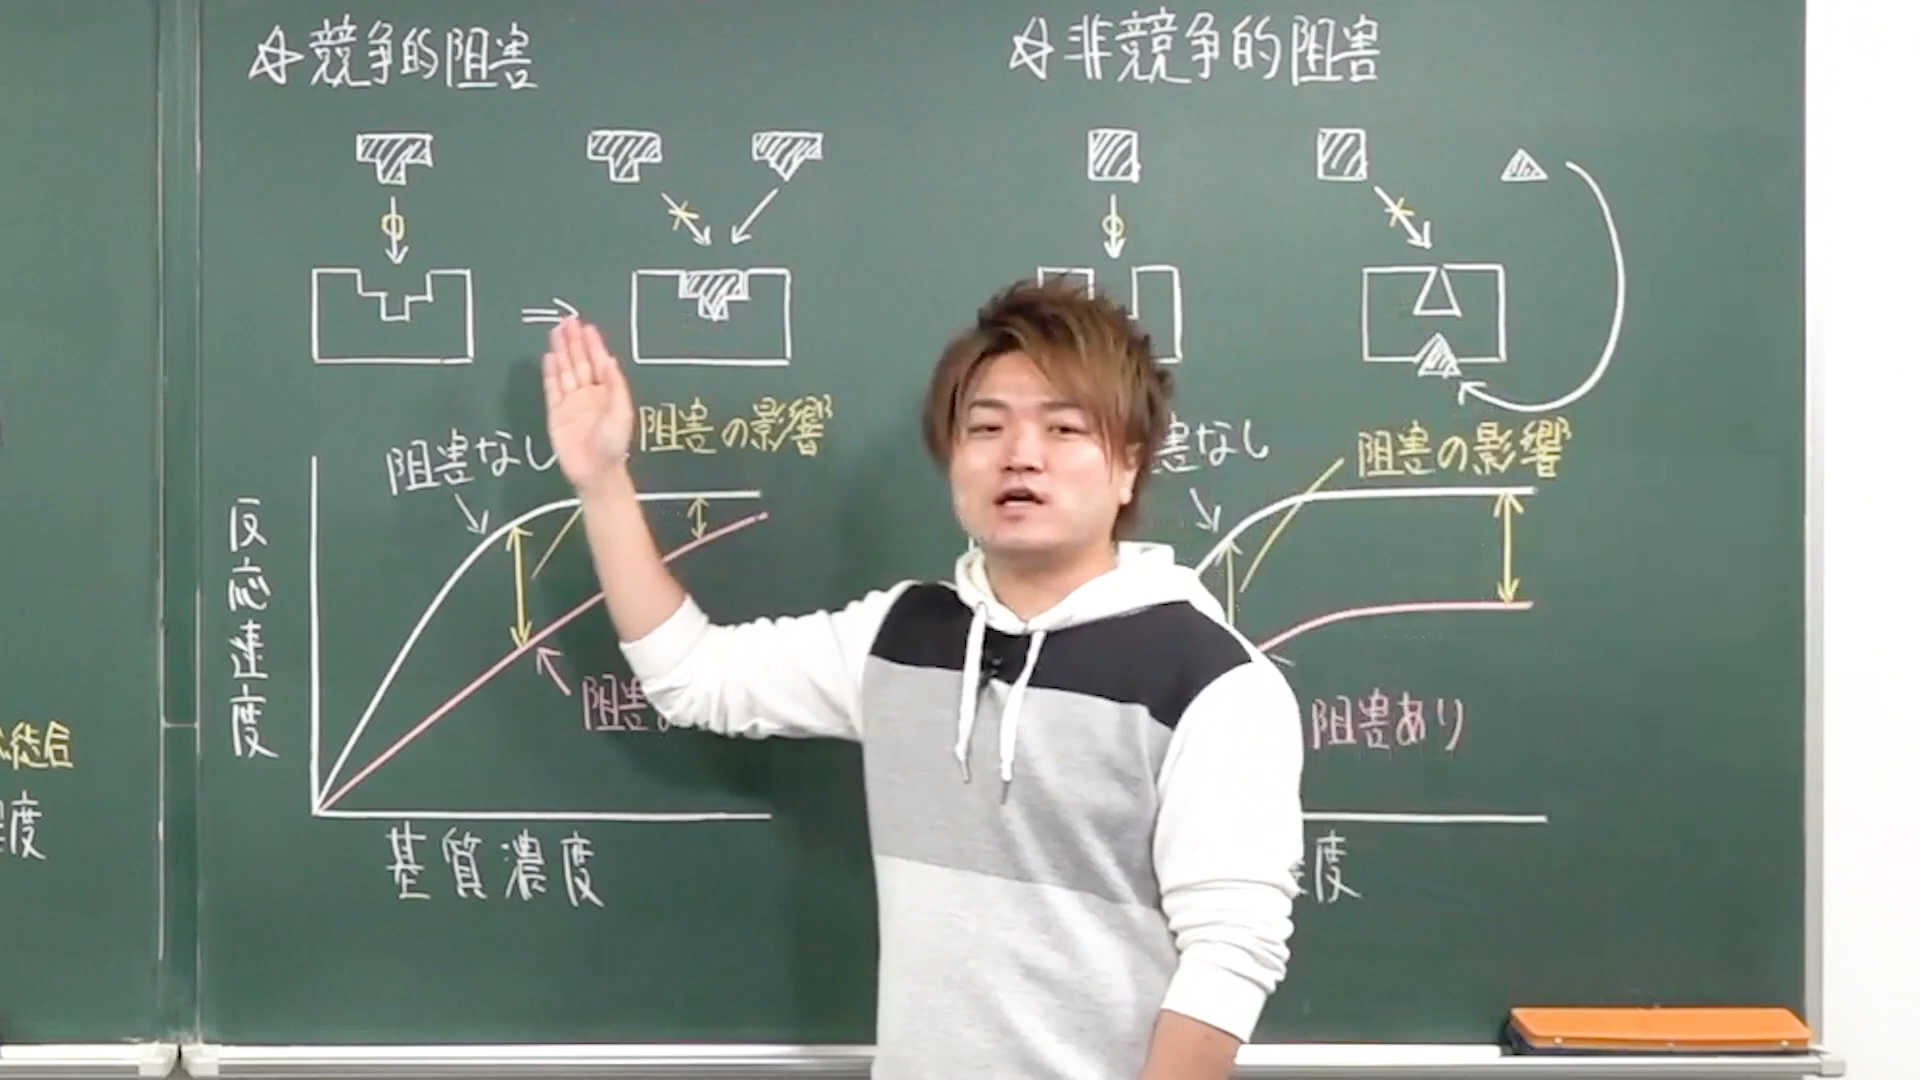 ☆競争的阻害
☆非競争的阻害
阻害なし
阻害の影響
害なし
阻害の影響
反応速度
阻害
阻害あり
基質濃度
度
総合
度